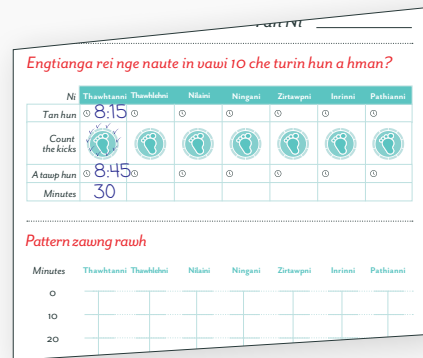 Engtianga rei nge naute in vawi 10 che turin hun a hman?
Ni Thawhtanni Thawhlehni Nilaini Ningani Zirtawpni Inrinni Pathianni
Tan hun 8:15
Count
the kicks
A tawp hun 8:45
Minutes 30
Pattern zawng rawh
Minutes Thawhtanni Thawhlehni Nilaini Ningani Zirtawpni Inrinni Pathianni
0
10
20